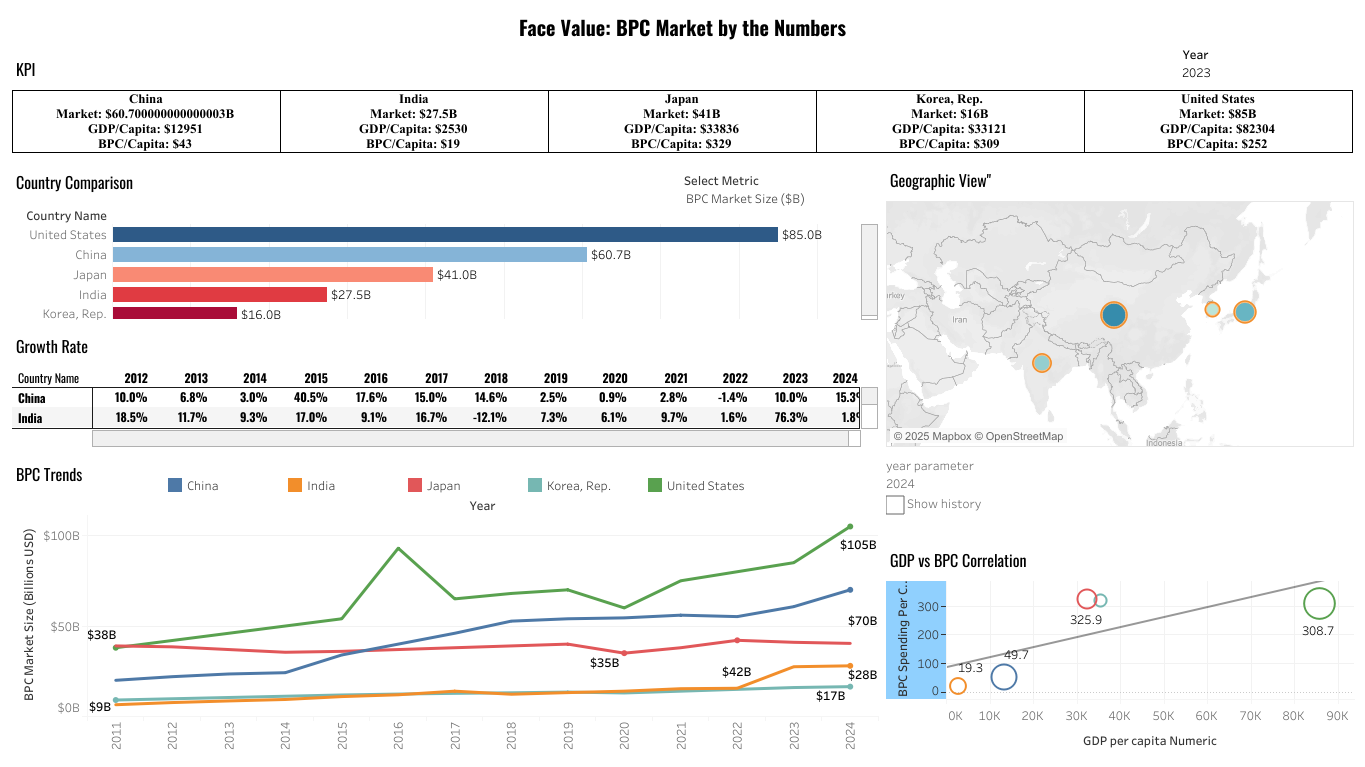 Face Value: BPC Market by the Numbers
KPI
Year
2023
China
Market: $60.700000000000003B
GDP/Capita: $12951
BPC/Capita: $43
India
Market: $27.5B
GDP/Capita: $2530
BPC/Capita: $19
Japan
Market: $41B
GDP/Capita: $33836
BPC/Capita: $329
Korea, Rep.
Market: $16B
GDP/Capita: $33121
BPC/Capita: $309
United States
Market: $85B
GDP/Capita: $82304
BPC/Capita: $252
Country Comparison
Select Metric
BPC Market Size ($B)
Country Name
United States $85.0B
China $60.7B
Japan $41.0B
India $27.5B
Korea, Rep. $16.0B
Geographic View"
Iran
Indonesia
© 2025 Mapbox © OpenStreetMap
Growth Rate
Country Name 2012 2013 2014 2015 2016 2017 2018 2019 2020 2021 2022 2023 2024
China 10.0% 6.8% 3.0% 40.5% 17.6% 15.0% 14.6% 2.5% 0.9% 2.8% -1.4% 10.0% 15.3%
India 18.5% 11.7% 9.3% 17.0% 9.1% 16.7% -12.1% 7.3% 6.1% 9.7% 1.6% 76.3% 1.8%
year parameter
2024
Show history
BPC Trends
China India Japan Korea, Rep. United States
Year
BPC Market Size (Billions USD)
$100B
$50B
$0B
$38B
$9B
$35B
$42B
$105B
$70B
$28B
$17B
2011 2012 2013 2014 2015 2016 2017 2018 2019 2020 2021 2022 2023 2024
GDP vs BPC Correlation
BPC Spending Per C..
300
200
100
0
325.9
308.7
49.7
19.3
0K 10K 20K 30K 40K 50K 60K 70K 80K 90K
GDP per capita Numeric